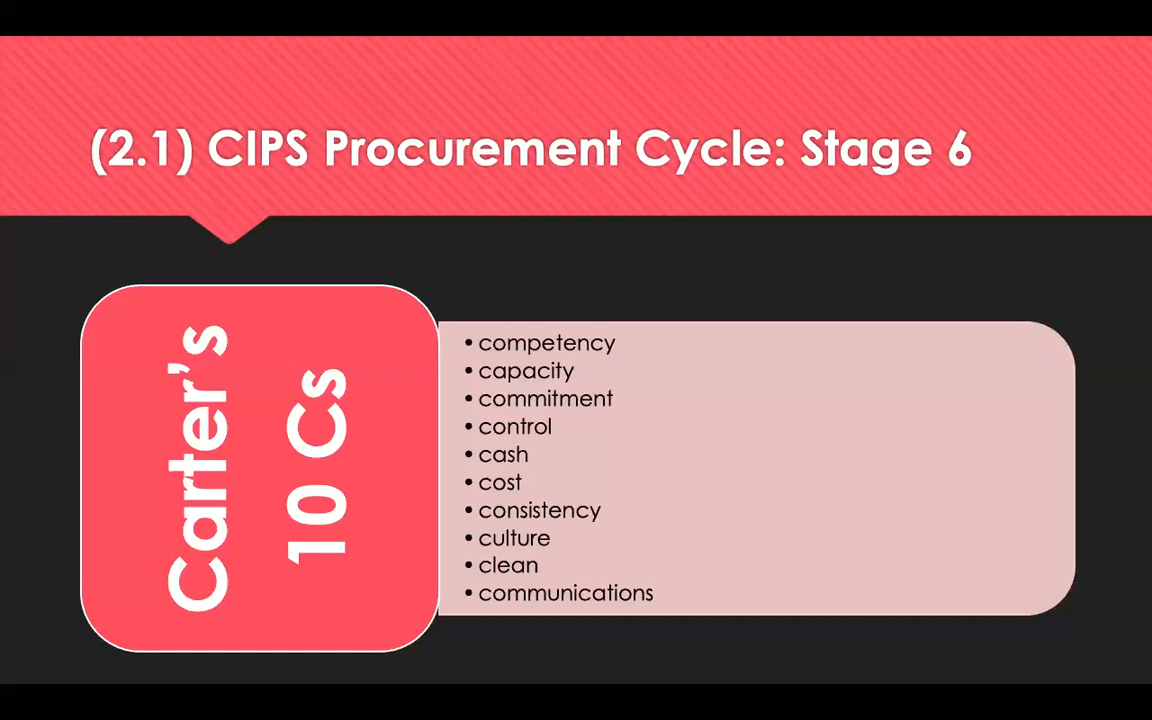 (2.1) CIPS Procurement Cycle: Stage 6
Carter's
10 Cs
• competency
• capacity
• commitment
• control
• cash
• cost
• consistency
• culture
• clean
• communications